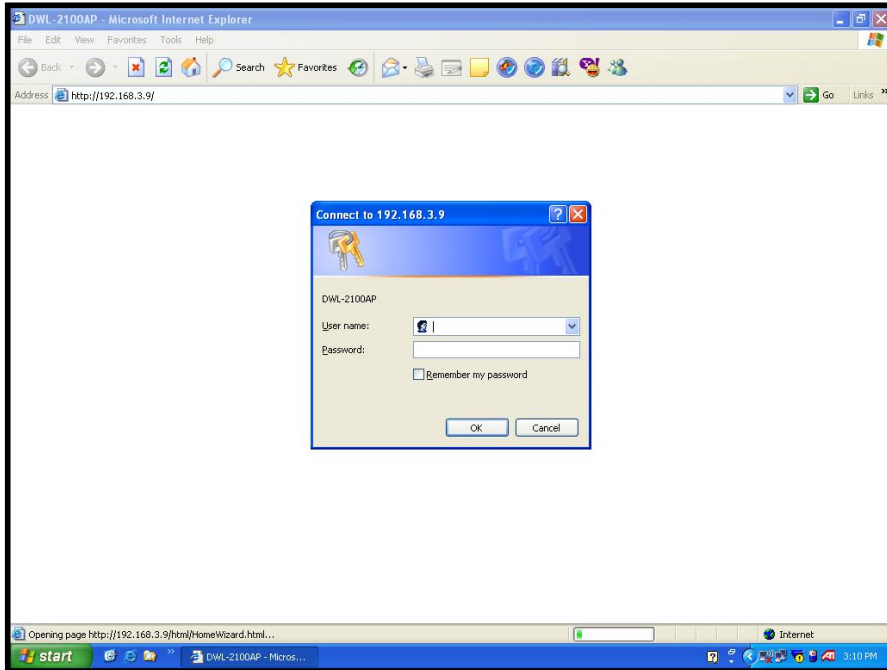 DWL-2100AP - Microsoft Internet Explorer
File Edit View Favorites Tools Help
Back Search Favorites
Address http://192.168.3.9/ Go Links »
Connect to 192.168.3.9
DWL-2100AP
User name:
Password:
Remember my password
OK Cancel
Opening page http://192.168.3.9/html/HomeWizard.html... Internet
start » DWL-2100AP - Micros... 3:10 PM